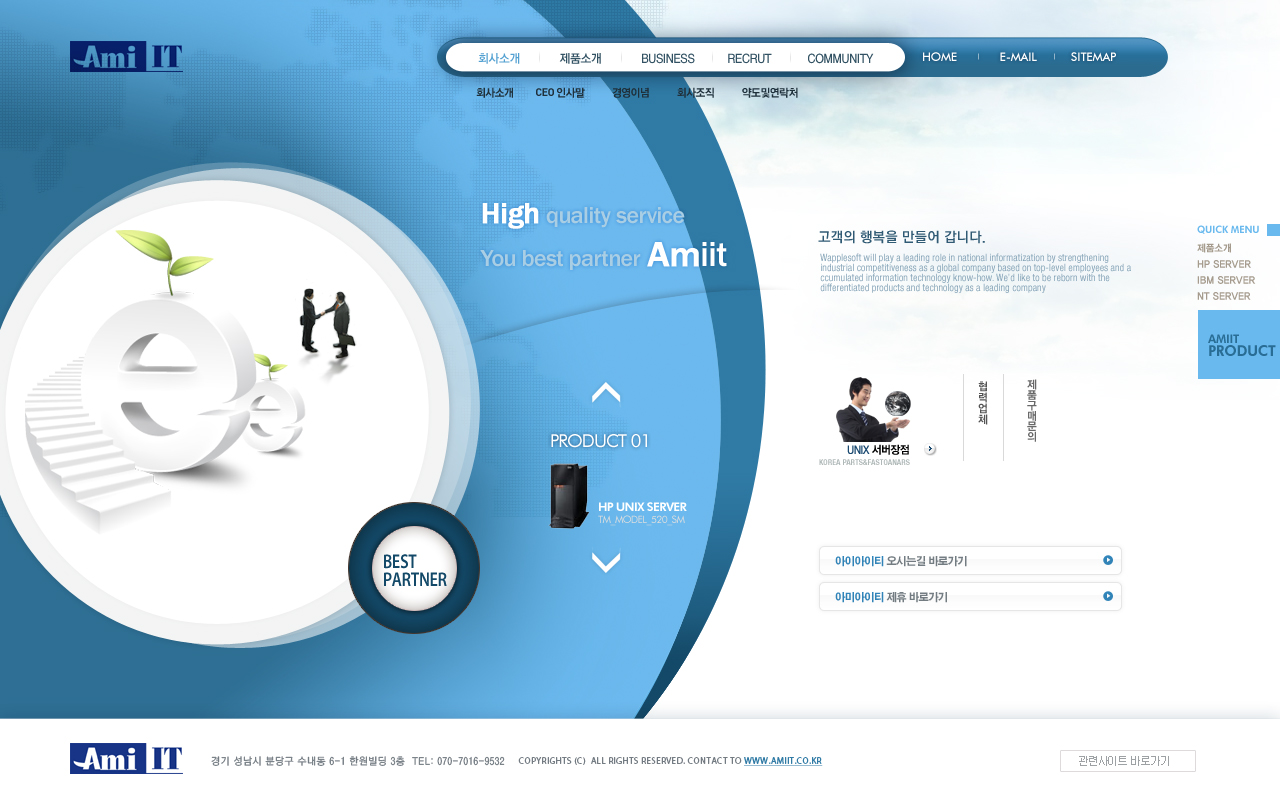 Ami IT
회사소개 제품소개 BUSINESS RECRUT COMMUNITY HOME E-MAIL SITEMAP
회사소개 CEO 인사말 경영이념 회사조직 약도및연락처
High quality service
You best partner Amiit
고객의 행복을 만들어 갑니다.
Wapplesoft will play a leading role in national informatization by strengthening
industrial competitiveness as a global company based on top-level employees and a
ccumulated information technology know-how. We'd like to be reborn with the
differentiated products and technology as a leading company
QUICK MENU
제품소개
HP SERVER
IBM SERVER
NT SERVER
AMIIT
PRODUCT
e
e
PRODUCT 01
HP UNIX SERVER
TM_MODEL_520_SM
BEST
PARTNER
UNIX 서버장점
KOREA PARTS&FASTDANARS
협력업체
제품구매문의
아이아이티 오시는길 바로가기
아미아이티 제휴 바로가기
Ami IT
경기 성남시 분당구 수내동 6-1 한원빌딩 3층 TEL: 070-7016-9532 COPYRIGHTS (C) ALL RIGHTS RESERVED. CONTACT TO WWW.AMIIT.CO.KR
관련사이트 바로가기